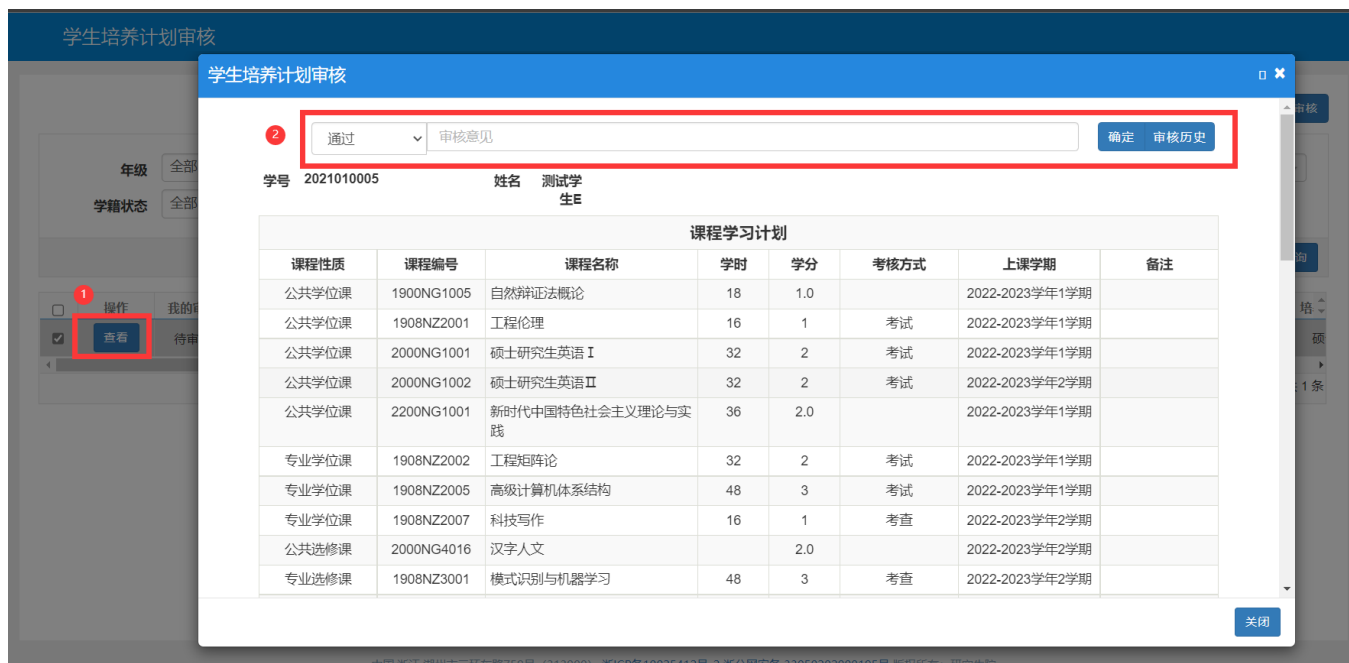 学生培养计划审核
学生培养计划审核
审核
2 通过 审核意见 确定 审核历史
年级 全部
学号 2021010005 姓名 测试学
生E
学籍状态 全部
课程学习计划
课程性质 课程编号 课程名称 学时 学分 考核方式 上课学期 备注
询
公共学位课 1900NG1005 自然辩证法概论 18 1.0 2022-2023学年1学期
1
操作 我的审 培
公共学位课 1908NZ2001 工程伦理 16 1 考试 2022-2023学年1学期
查看 待审 硕
公共学位课 2000NG1001 硕士研究生英语Ⅰ 32 2 考试 2022-2023学年1学期
公共学位课 2000NG1002 硕士研究生英语Ⅱ 32 2 考试 2022-2023学年2学期
1 条
公共学位课 2200NG1001 新时代中国特色社会主义理论与实
践 36 2.0 2022-2023学年1学期
专业学位课 1908NZ2002 工程矩阵论 32 2 考试 2022-2023学年1学期
专业学位课 1908NZ2005 高级计算机体系结构 48 3 考试 2022-2023学年1学期
专业学位课 1908NZ2007 科技写作 16 1 考查 2022-2023学年2学期
公共选修课 2000NG4016 汉字人文 2.0 2022-2023学年2学期
专业选修课 1908NZ3001 模式识别与机器学习 48 3 考查 2022-2023学年2学期
关闭